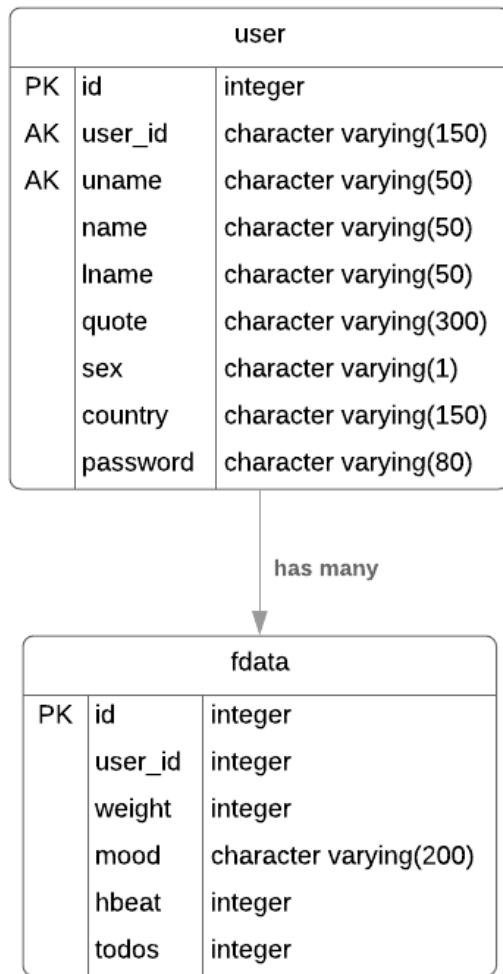 user
PK id integer
AK user_id character varying(150)
AK uname character varying(50)
name character varying(50)
lname character varying(50)
quote character varying(300)
sex character varying(1)
country character varying(150)
password character varying(80)
has many
fdata
PK id integer
user_id integer
weight integer
mood character varying(200)
hbeat integer
todos integer